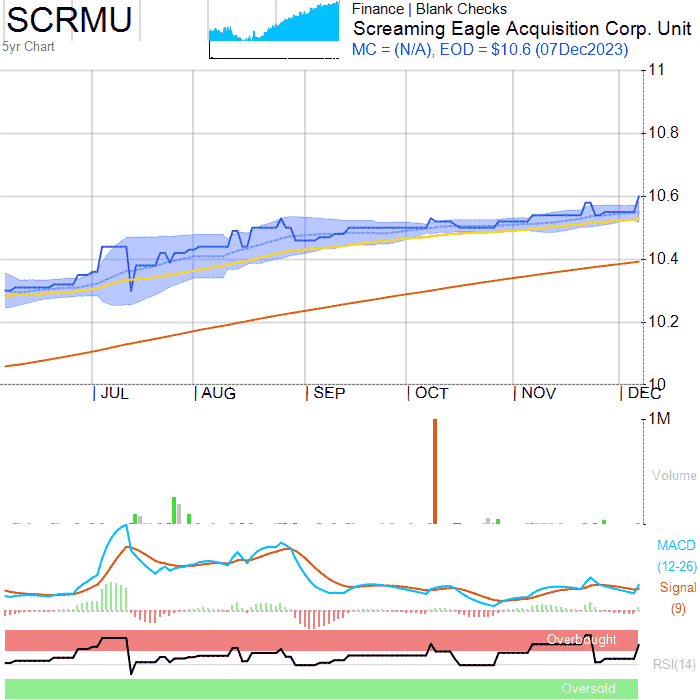 SCRMU
5yr Chart
Finance | Blank Checks
Screaming Eagle Acquisition Corp. Unit
MC = (N/A), EOD = $10.6 (07Dec2023)
11
10.8
10.6
10.4
10.2
10
JUL AUG SEP OCT NOV DEC
1M
Volume
MACD
(12-26)
Signal
(9)
Overbought
RSI(14)
Oversold